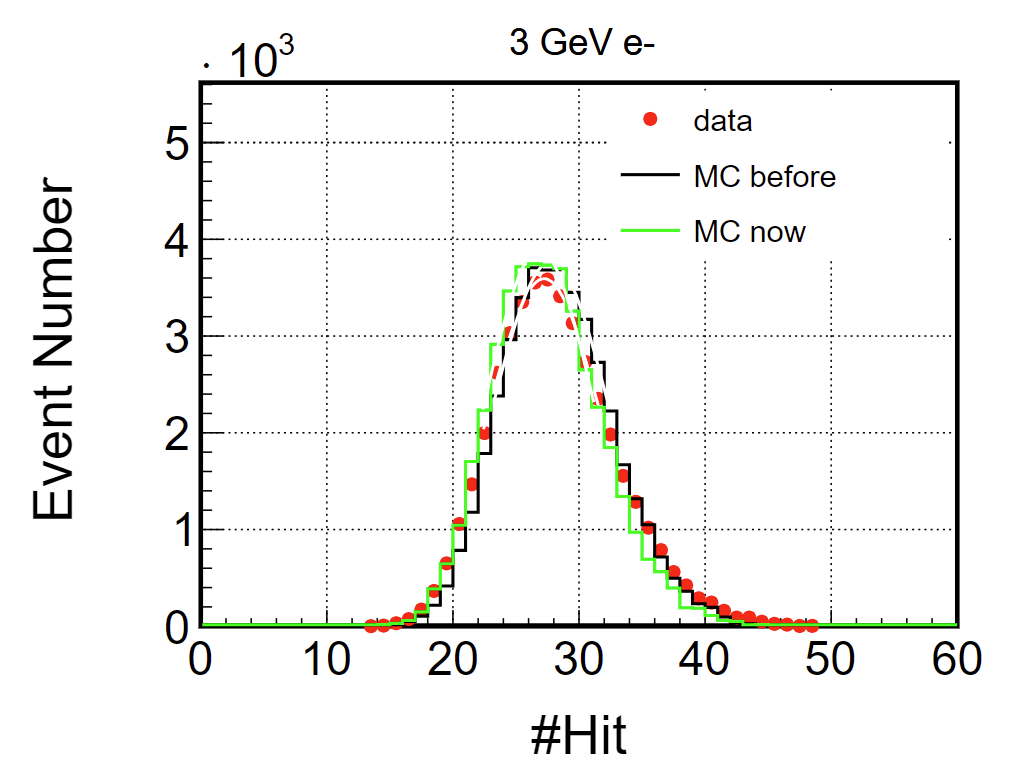 3 GeV e-
· 10³
data
MC before
MC now
Event Number
5
4
3
2
1
0
0 10 20 30 40 50 60
#Hit